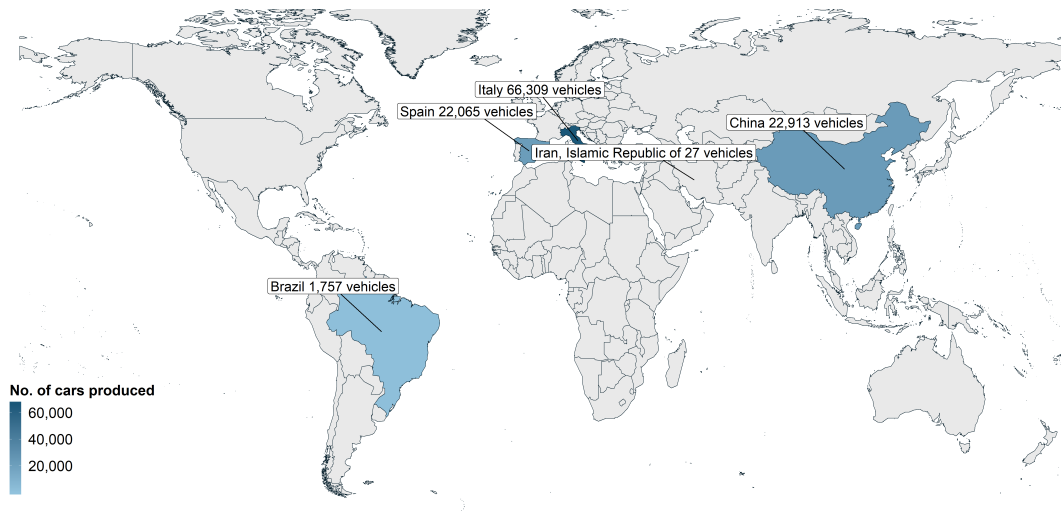 Italy 66,309 vehicles
Spain 22,065 vehicles
China 22,913 vehicles
Iran, Islamic Republic of 27 vehicles
Brazil 1,757 vehicles
No. of cars produced
60,000
40,000
20,000